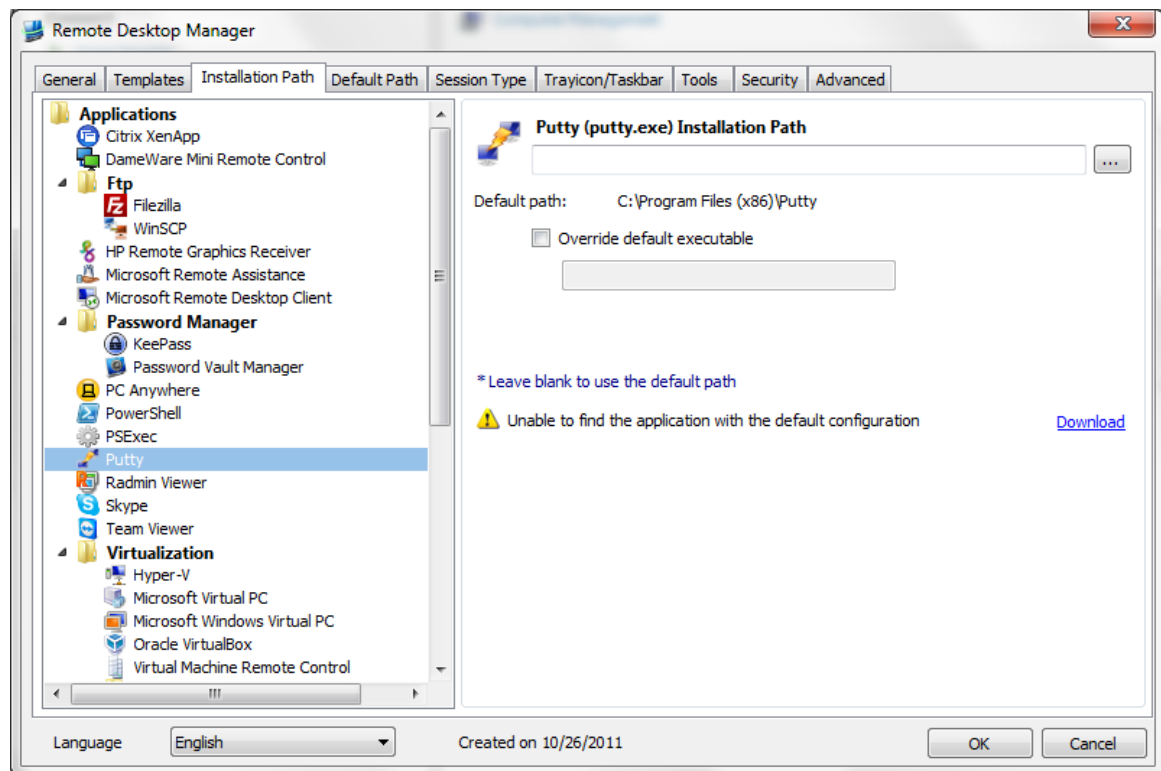 Remote Desktop Manager
General Templates Installation Path Default Path Session Type Trayicon/Taskbar Tools Security Advanced
Applications
Citrix XenApp
DameWare Mini Remote Control
Ftp
Filezilla
WinSCP
HP Remote Graphics Receiver
Microsoft Remote Assistance
Microsoft Remote Desktop Client
Password Manager
KeePass
Password Vault Manager
PC Anywhere
PowerShell
PSExec
Putty
Radmin Viewer
Skype
Team Viewer
Virtualization
Hyper-V
Microsoft Virtual PC
Microsoft Windows Virtual PC
Oracle VirtualBox
Virtual Machine Remote Control
Putty (putty.exe) Installation Path
...
Default path: C:\Program Files (x86)\Putty
Override default executable
* Leave blank to use the default path
Unable to find the application with the default configuration Download
Language English Created on 10/26/2011 OK Cancel